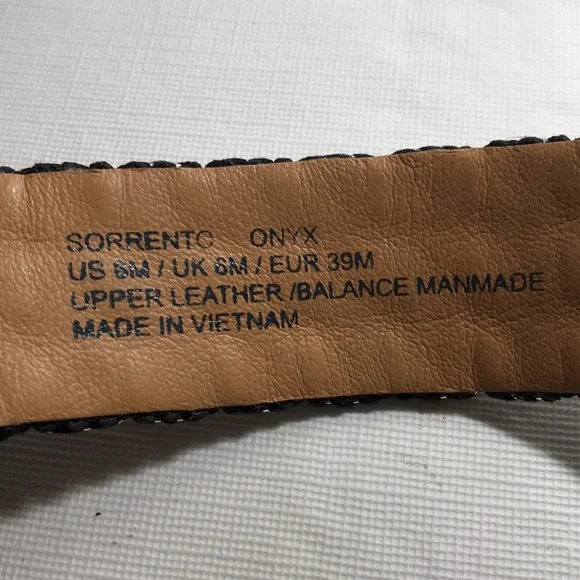 SORRENTO ONYX
US 8M / UK 6M / EUR 39M
UPPER LEATHER /BALANCE MANMADE
MADE IN VIETNAM